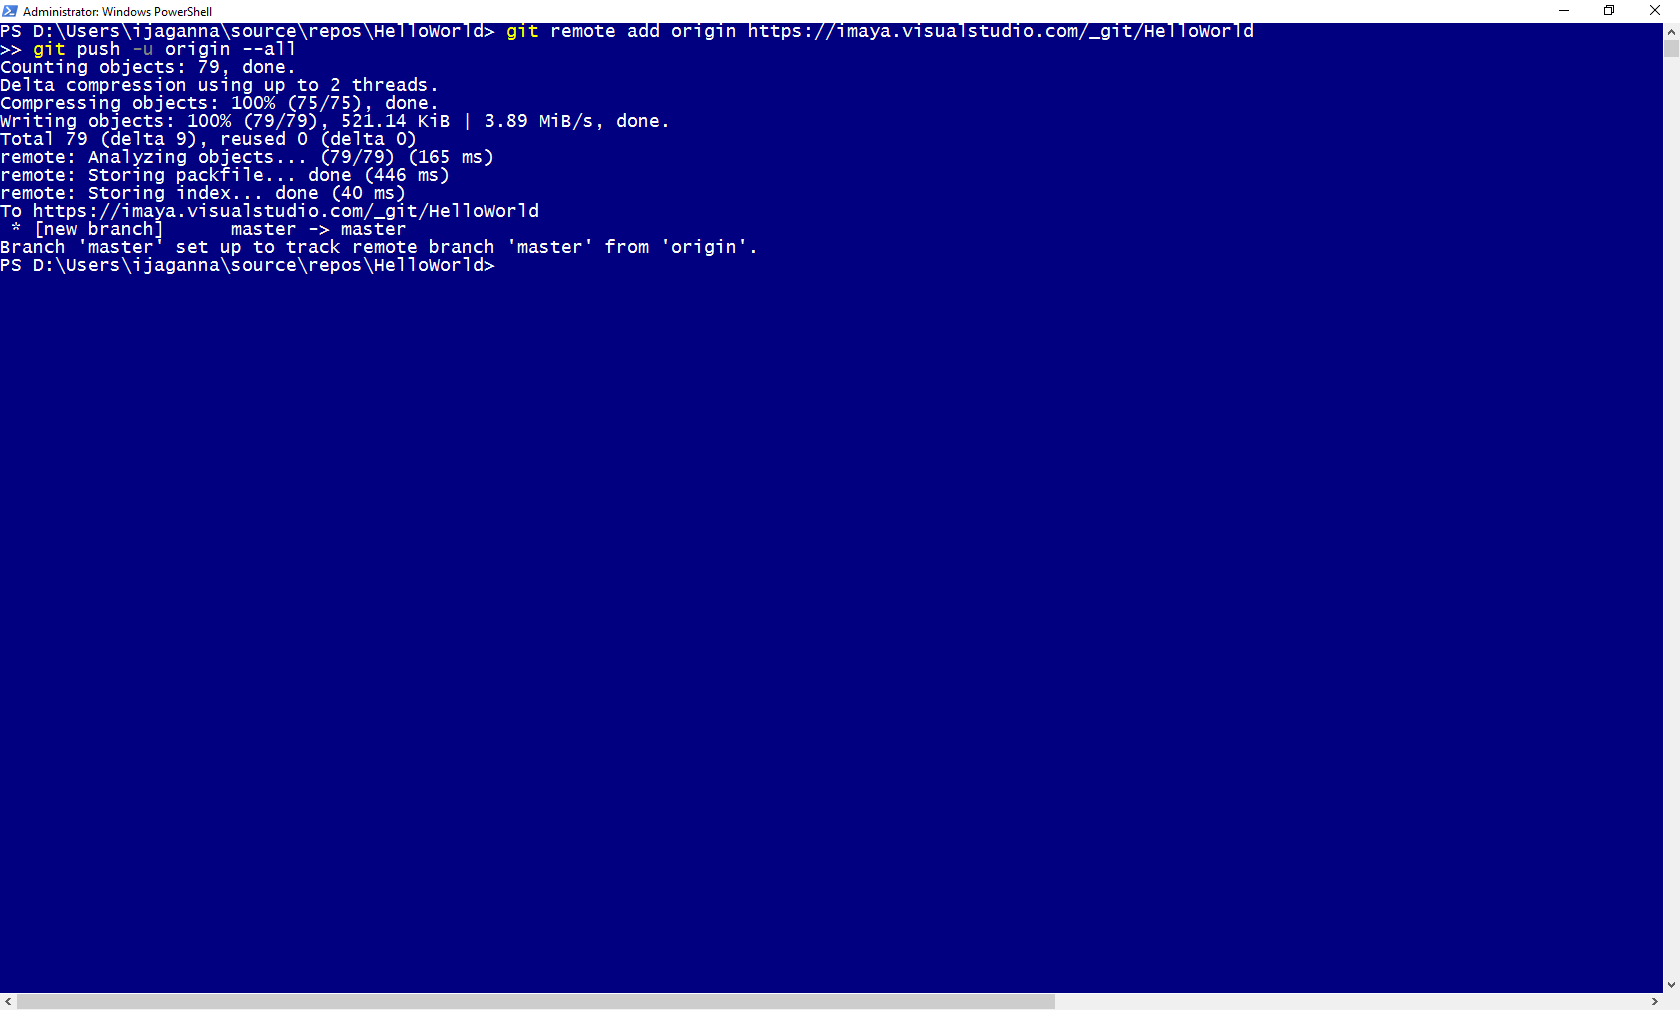 Administrator: Windows PowerShell
PS D:\Users\ijaganna\source\repos\HelloWorld> git remote add origin https://imaya.visualstudio.com/_git/HelloWorld
>> git push -u origin --all
Counting objects: 79, done.
Delta compression using up to 2 threads.
Compressing objects: 100% (75/75), done.
Writing objects: 100% (79/79), 521.14 KiB | 3.89 MiB/s, done.
Total 79 (delta 9), reused 0 (delta 0)
remote: Analyzing objects... (79/79) (165 ms)
remote: Storing packfile... done (446 ms)
remote: Storing index... done (40 ms)
To https://imaya.visualstudio.com/_git/HelloWorld
 * [new branch]      master -> master
Branch 'master' set up to track remote branch 'master' from 'origin'.
PS D:\Users\ijaganna\source\repos\HelloWorld>